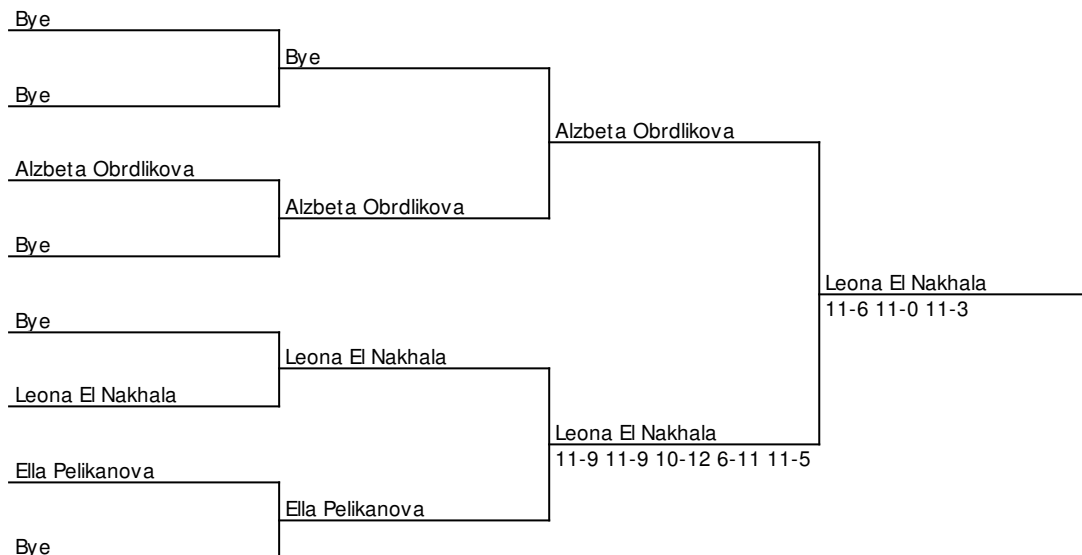 Bye
Bye
Bye
Alzbeta Obrdlikova
Alzbeta Obrdlikova
Alzbeta Obrdlikova
Bye
Leona El Nakhala
11-6 11-0 11-3
Bye
Leona El Nakhala
Leona El Nakhala
Leona El Nakhala
11-9 11-9 10-12 6-11 11-5
Ella Pelikanova
Ella Pelikanova
Bye